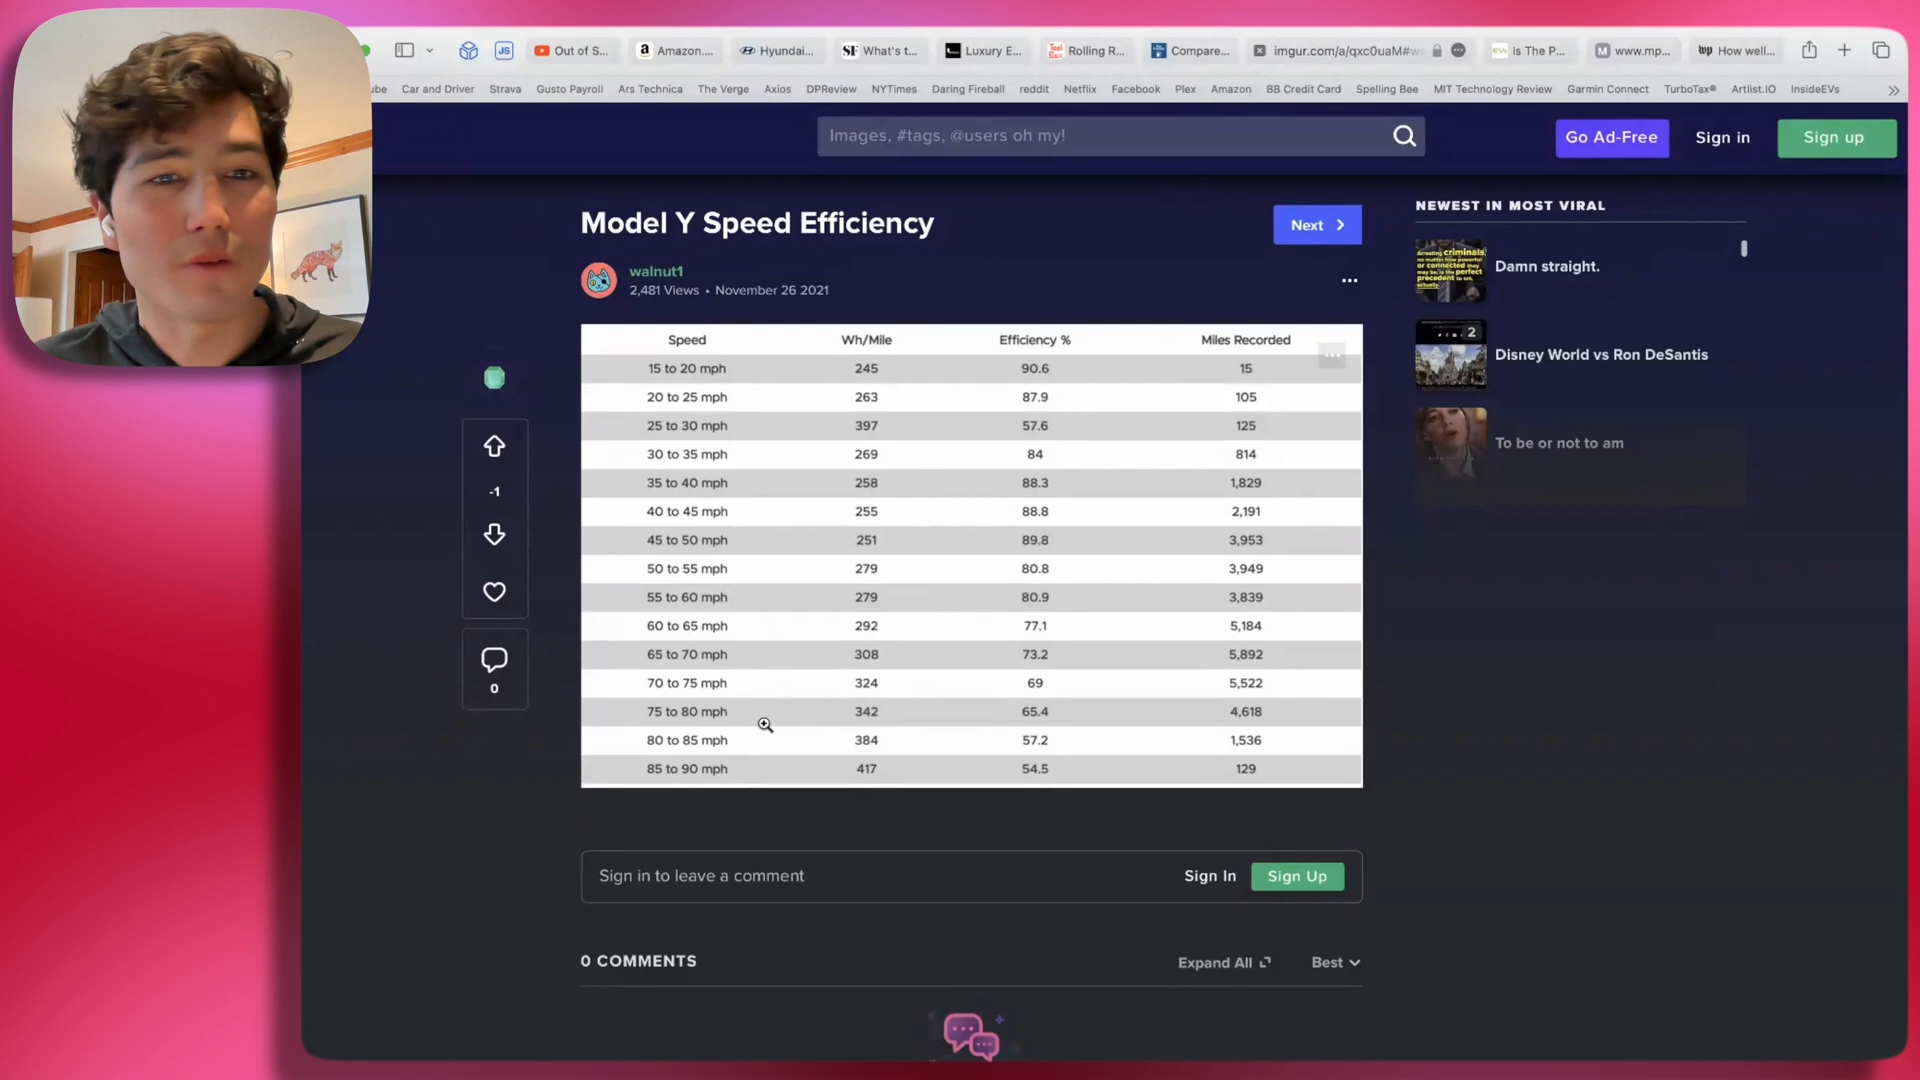 JS
Out of S...
Amazon....
Hyundai...
SF What's t...
Luxury E...
Rolling R...
Compare...
imgur.com/a/qxc0uaM#w
Is The P...
www.mp...
How well...
ube
Car and Driver
Strava
Gusto Payroll
Ars Technica
The Verge
Axios
DPReview
NYTimes
Daring Fireball
reddit
Netflix
Facebook
Plex
Amazon
BB Credit Card
Spelling Bee
MIT Technology Review
Garmin Connect
TurboTax®
Artlist.IO
InsideEVs
Images, #tags, @users oh my!
Go Ad-Free
Sign in
Sign up
Model Y Speed Efficiency
Next
walnut1
2,481 Views • November 26 2021
Speed Wh/Mile Efficiency % Miles Recorded
15 to 20 mph 245 90.6 15
20 to 25 mph 263 87.9 105
25 to 30 mph 397 57.6 125
30 to 35 mph 269 84 814
35 to 40 mph 258 88.3 1,829
40 to 45 mph 255 88.8 2,191
45 to 50 mph 251 89.8 3,953
50 to 55 mph 279 80.8 3,949
55 to 60 mph 279 80.9 3,839
60 to 65 mph 292 77.1 5,184
65 to 70 mph 308 73.2 5,892
70 to 75 mph 324 69 5,522
75 to 80 mph 342 65.4 4,618
80 to 85 mph 384 57.2 1,536
85 to 90 mph 417 54.5 129
-1
0
NEWEST IN MOST VIRAL
Damn straight.
2
Disney World vs Ron DeSantis
To be or not to am
Sign in to leave a comment
Sign In
Sign Up
0 COMMENTS
Expand All
Best